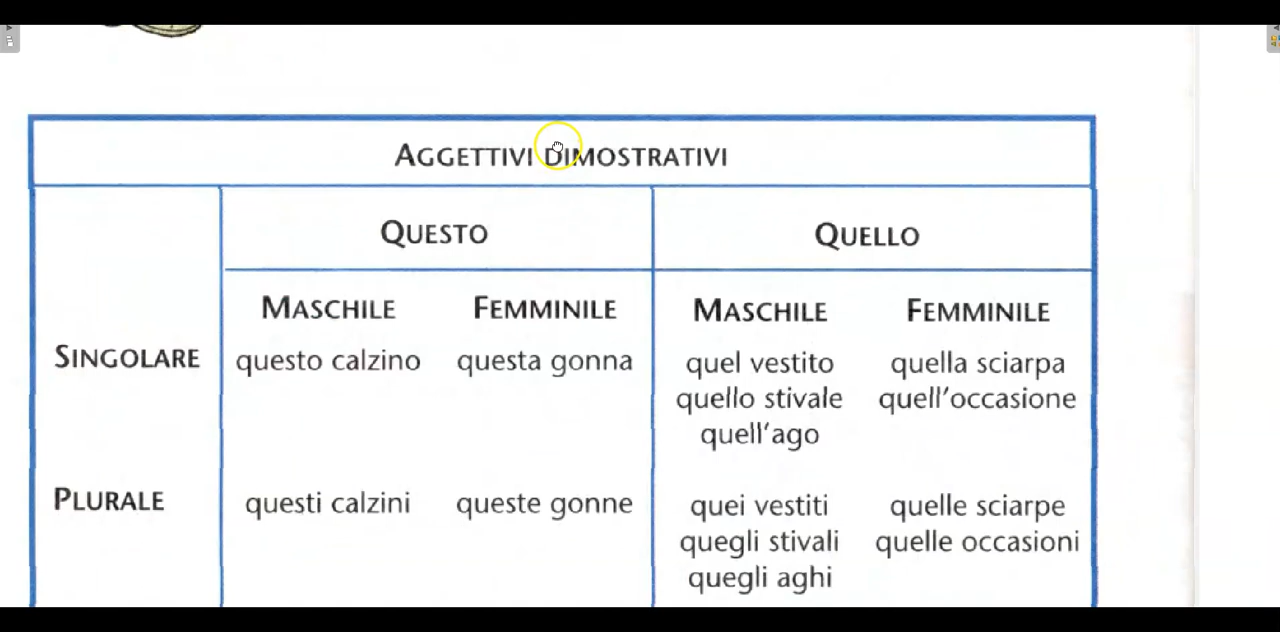 AGGETTIVI DIMOSTRATIVI
QUESTO QUELLO
MASCHILE FEMMINILE MASCHILE FEMMINILE
SINGOLARE questo calzino questa gonna quel vestito quella sciarpa
quello stivale quell'occasione
quell'ago
PLURALE questi calzini queste gonne quei vestiti quelle sciarpe
quegli stivali quelle occasioni
quegli aghi